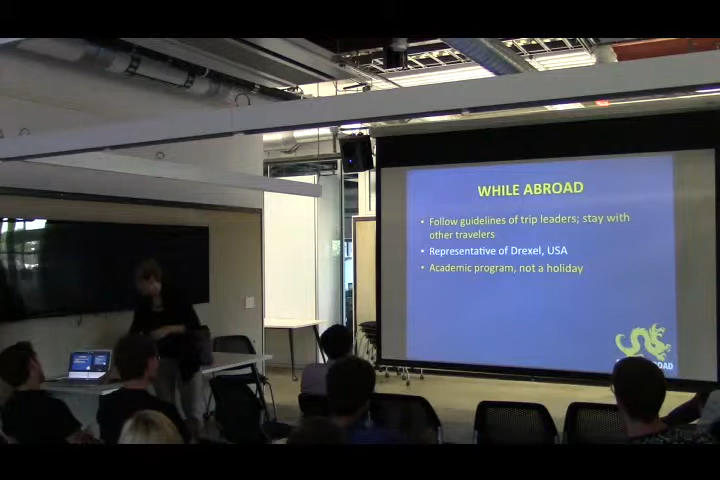 WHILE ABROAD
• Follow guidelines of trip leaders; stay with
other travelers
• Representative of Drexel, USA
• Academic program, not a holiday